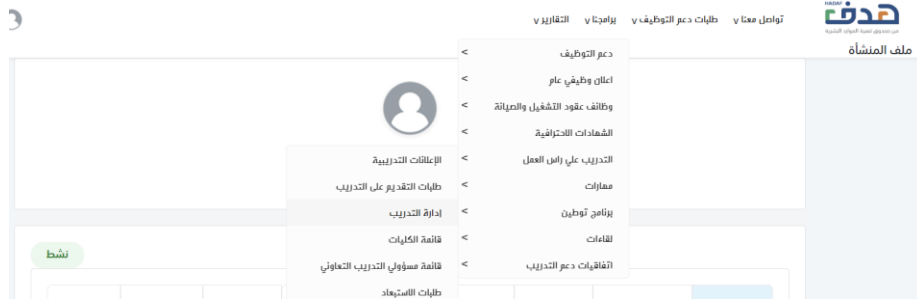 HADAF
هدف
من صندوق تنمية الموارد البشرية
تواصل معنا v طلبات دعم التوظيف v برامجنا v التقارير v
ملف المنشأة
دعم التوظيف <
اعلان وظيفي عام <
وظائف عقود التشغيل والصيانة <
الشهادات الاحترافية <
التدريب علي راس العمل <
مهارات <
برنامج توطين <
لقاءات <
اتفاقيات دعم التدريب <
الإعلانات التدريبية
طلبات التقديم على التدريب
إدارة التدريب
قائمة الكليات
قائمة مسؤولي التدريب التعاوني
طلبات الاستبعاد
نشط